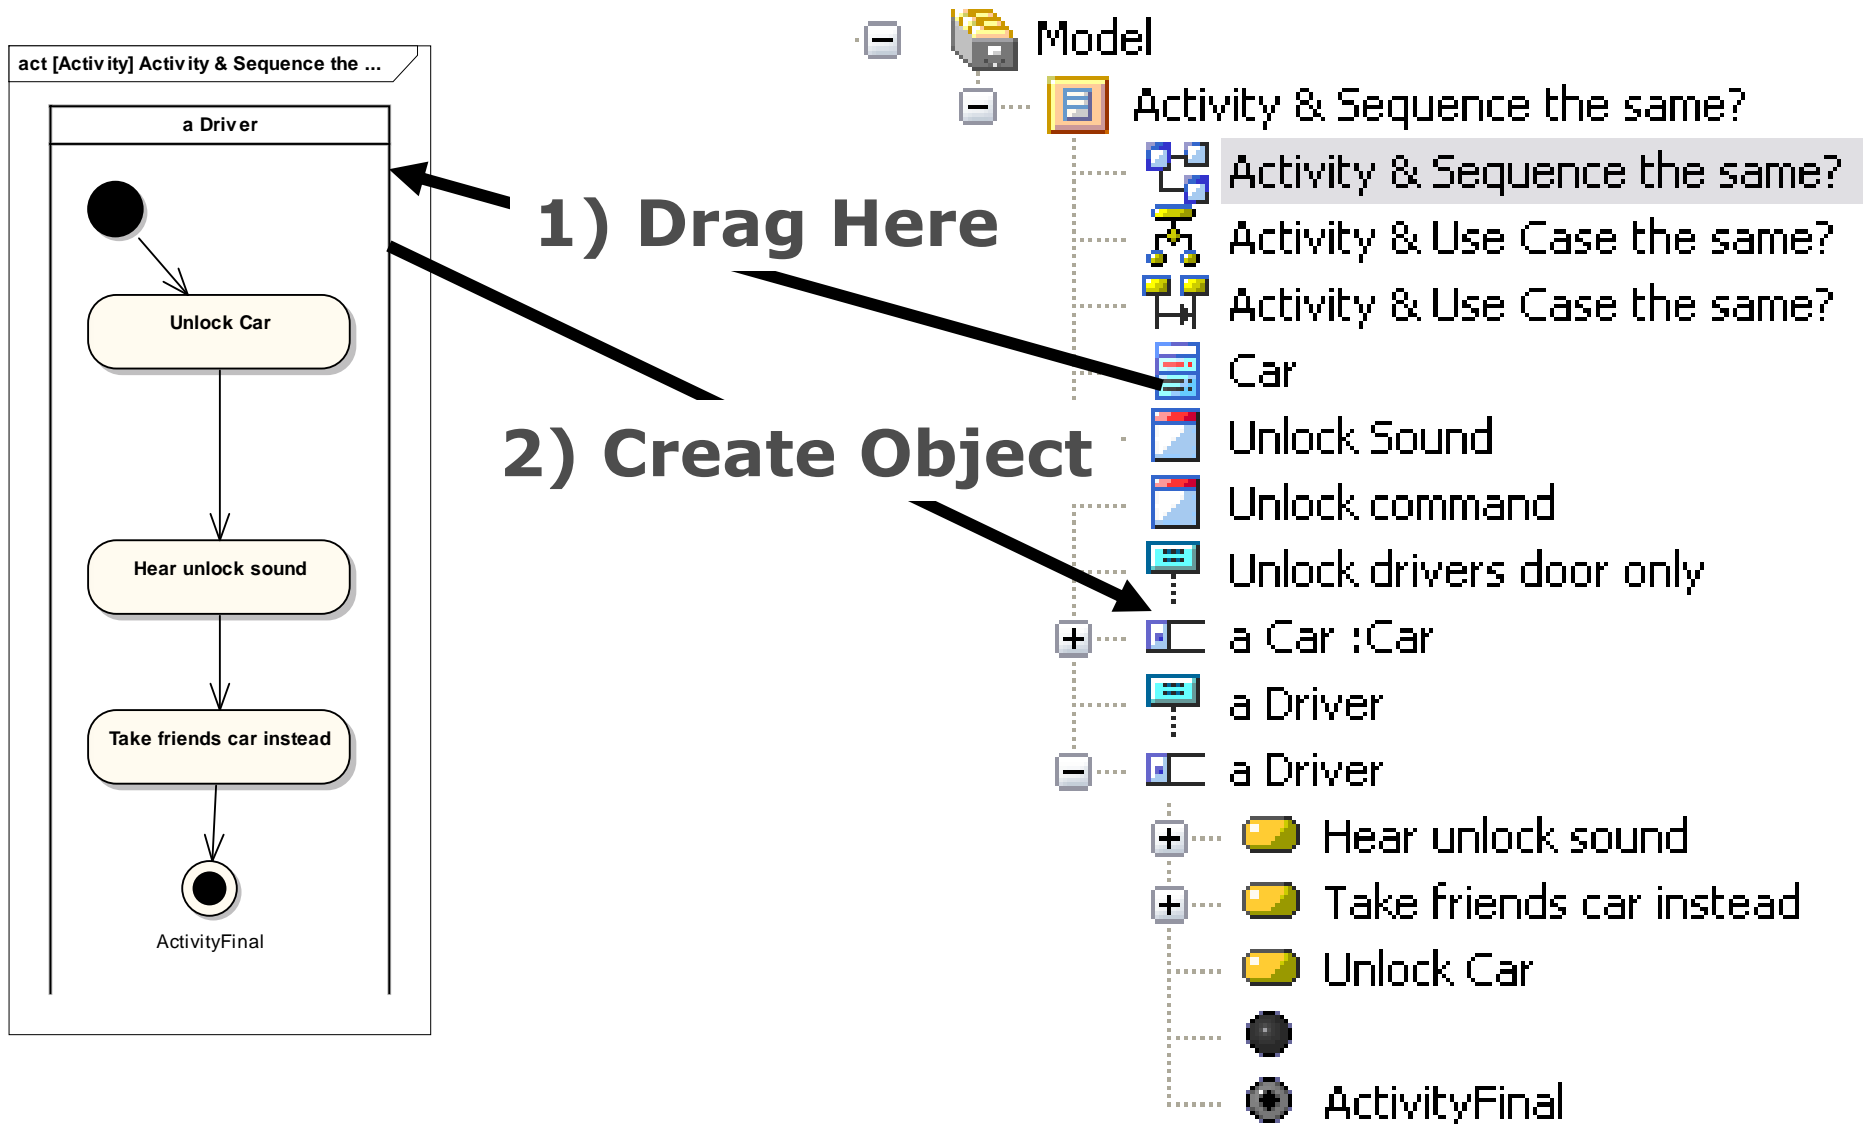 act [Activity] Activity & Sequence the ...
a Driver
Unlock Car
Hear unlock sound
Take friends car instead
ActivityFinal
1) Drag Here
2) Create Object
Model
Activity & Sequence the same?
Activity & Sequence the same?
Activity & Use Case the same?
Activity & Use Case the same?
Car
Unlock Sound
Unlock command
Unlock drivers door only
a Car :Car
a Driver
a Driver
Hear unlock sound
Take friends car instead
Unlock Car
ActivityFinal